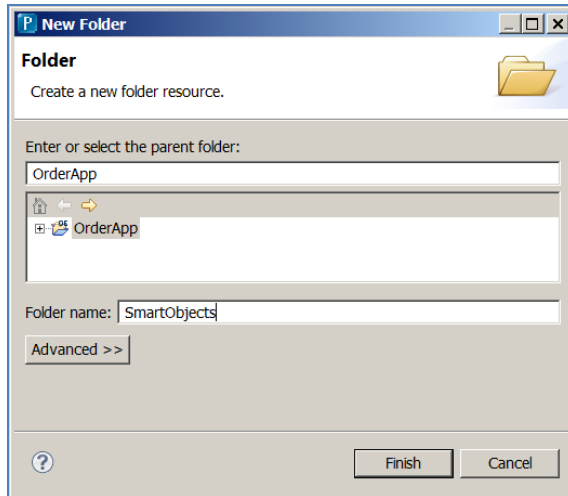 P New Folder
Folder
Create a new folder resource.
Enter or select the parent folder:
OrderApp
OE OrderApp
Folder name: SmartObjects
Advanced >>
? Finish Cancel